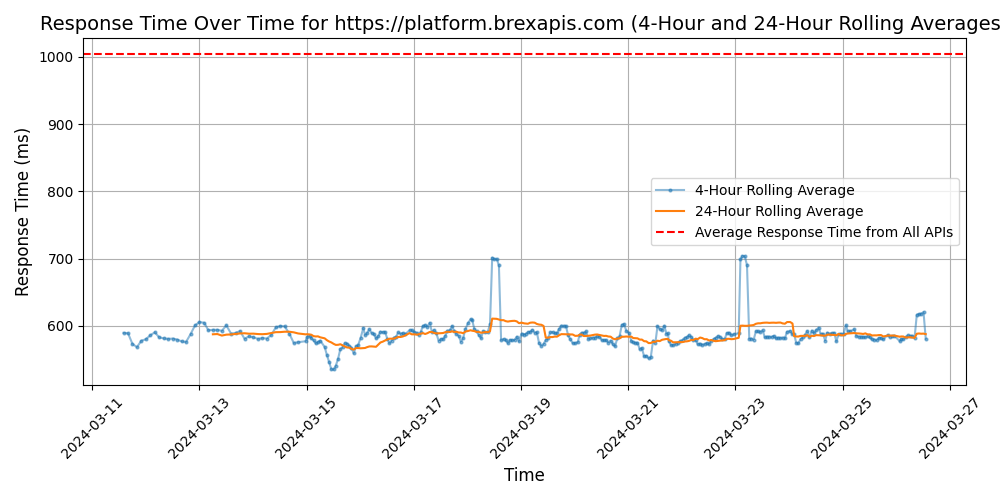 Response Time Over Time for https://platform.brexapis.com (4-Hour and 24-Hour Rolling Averages
Response Time (ms)
1000
900
800
700
600
4-Hour Rolling Average
24-Hour Rolling Average
Average Response Time from All APIs
2024-03-11
2024-03-13
2024-03-15
2024-03-17
2024-03-19
2024-03-21
2024-03-23
2024-03-25
2024-03-27
Time